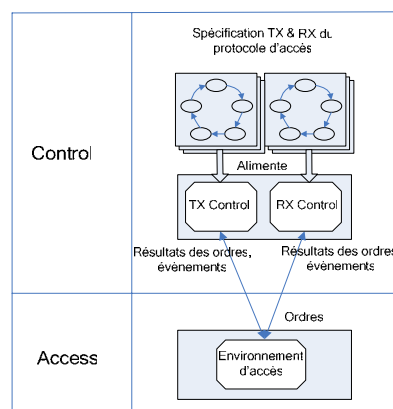 Spécification TX & RX du
protocole d'accès
Control
Alimente
TX Control
RX Control
Résultats des ordres,
évènements
Résultats des ordres,
évènements
Ordres
Access
Environnement
d'accès